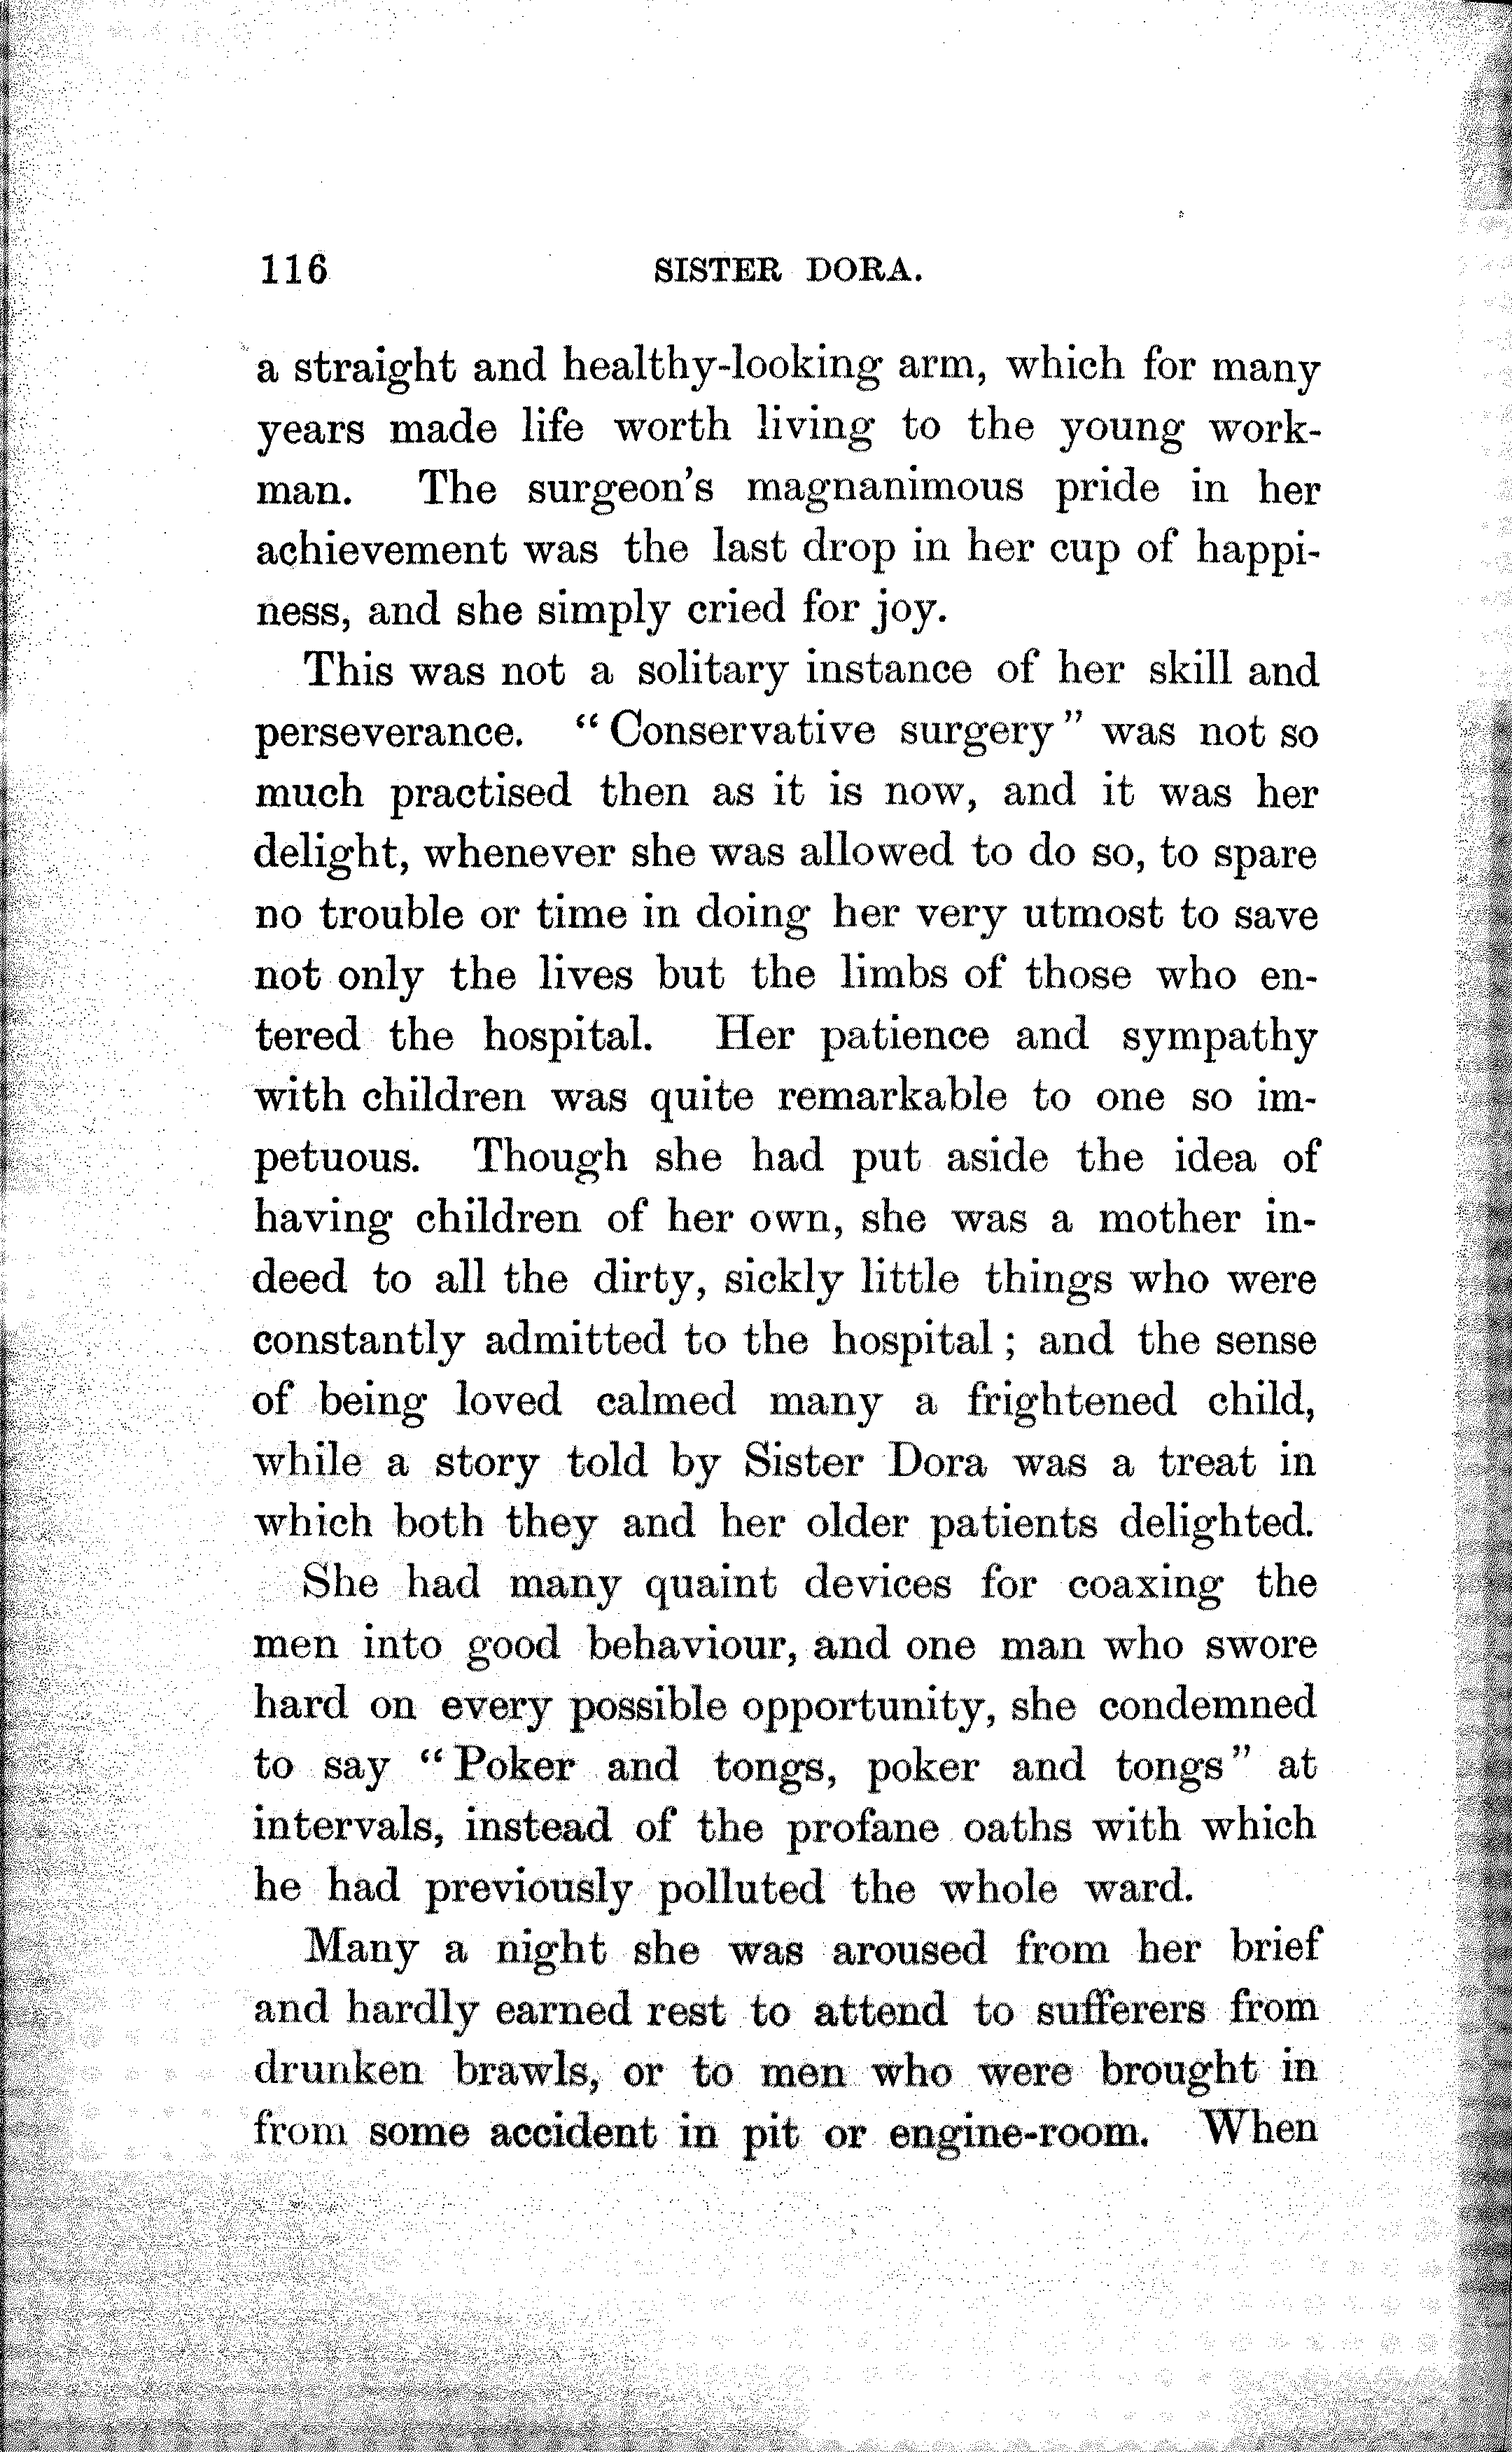 116 SISTER DORA.
a straight and healthy-looking arm, which for many
years made life worth living to the young work-
man. The surgeon's magnanimous pride in her
achievement was the last drop in her cup of happi-
ness, and she simply cried for joy.
This was not a solitary instance of her skill and
perseverance. "Conservative surgery" was not so
much practised then as it is now, and it was her
delight, whenever she was allowed to do so, to spare
no trouble or time in doing her very utmost to save
not only the lives but the limbs of those who en-
tered the hospital. Her patience and sympathy
with children was quite remarkable to one so im-
petuous. Though she had put aside the idea of
having children of her own, she was a mother in-
deed to all the dirty, sickly little things who were
constantly admitted to the hospital; and the sense
of being loved calmed many a frightened child,
while a story told by Sister Dora was a treat in
which both they and her older patients delighted.
She had many quaint devices for coaxing the
men into good behaviour, and one man who swore
hard on every possible opportunity, she condemned
to say "Poker and tongs, poker and tongs" at
intervals, instead of the profane oaths with which
he had previously polluted the whole ward.
Many a night she was aroused from her brief
and hardly earned rest to attend to sufferers from
drunken brawls, or to men who were brought in
from some accident in pit or engine-room. When